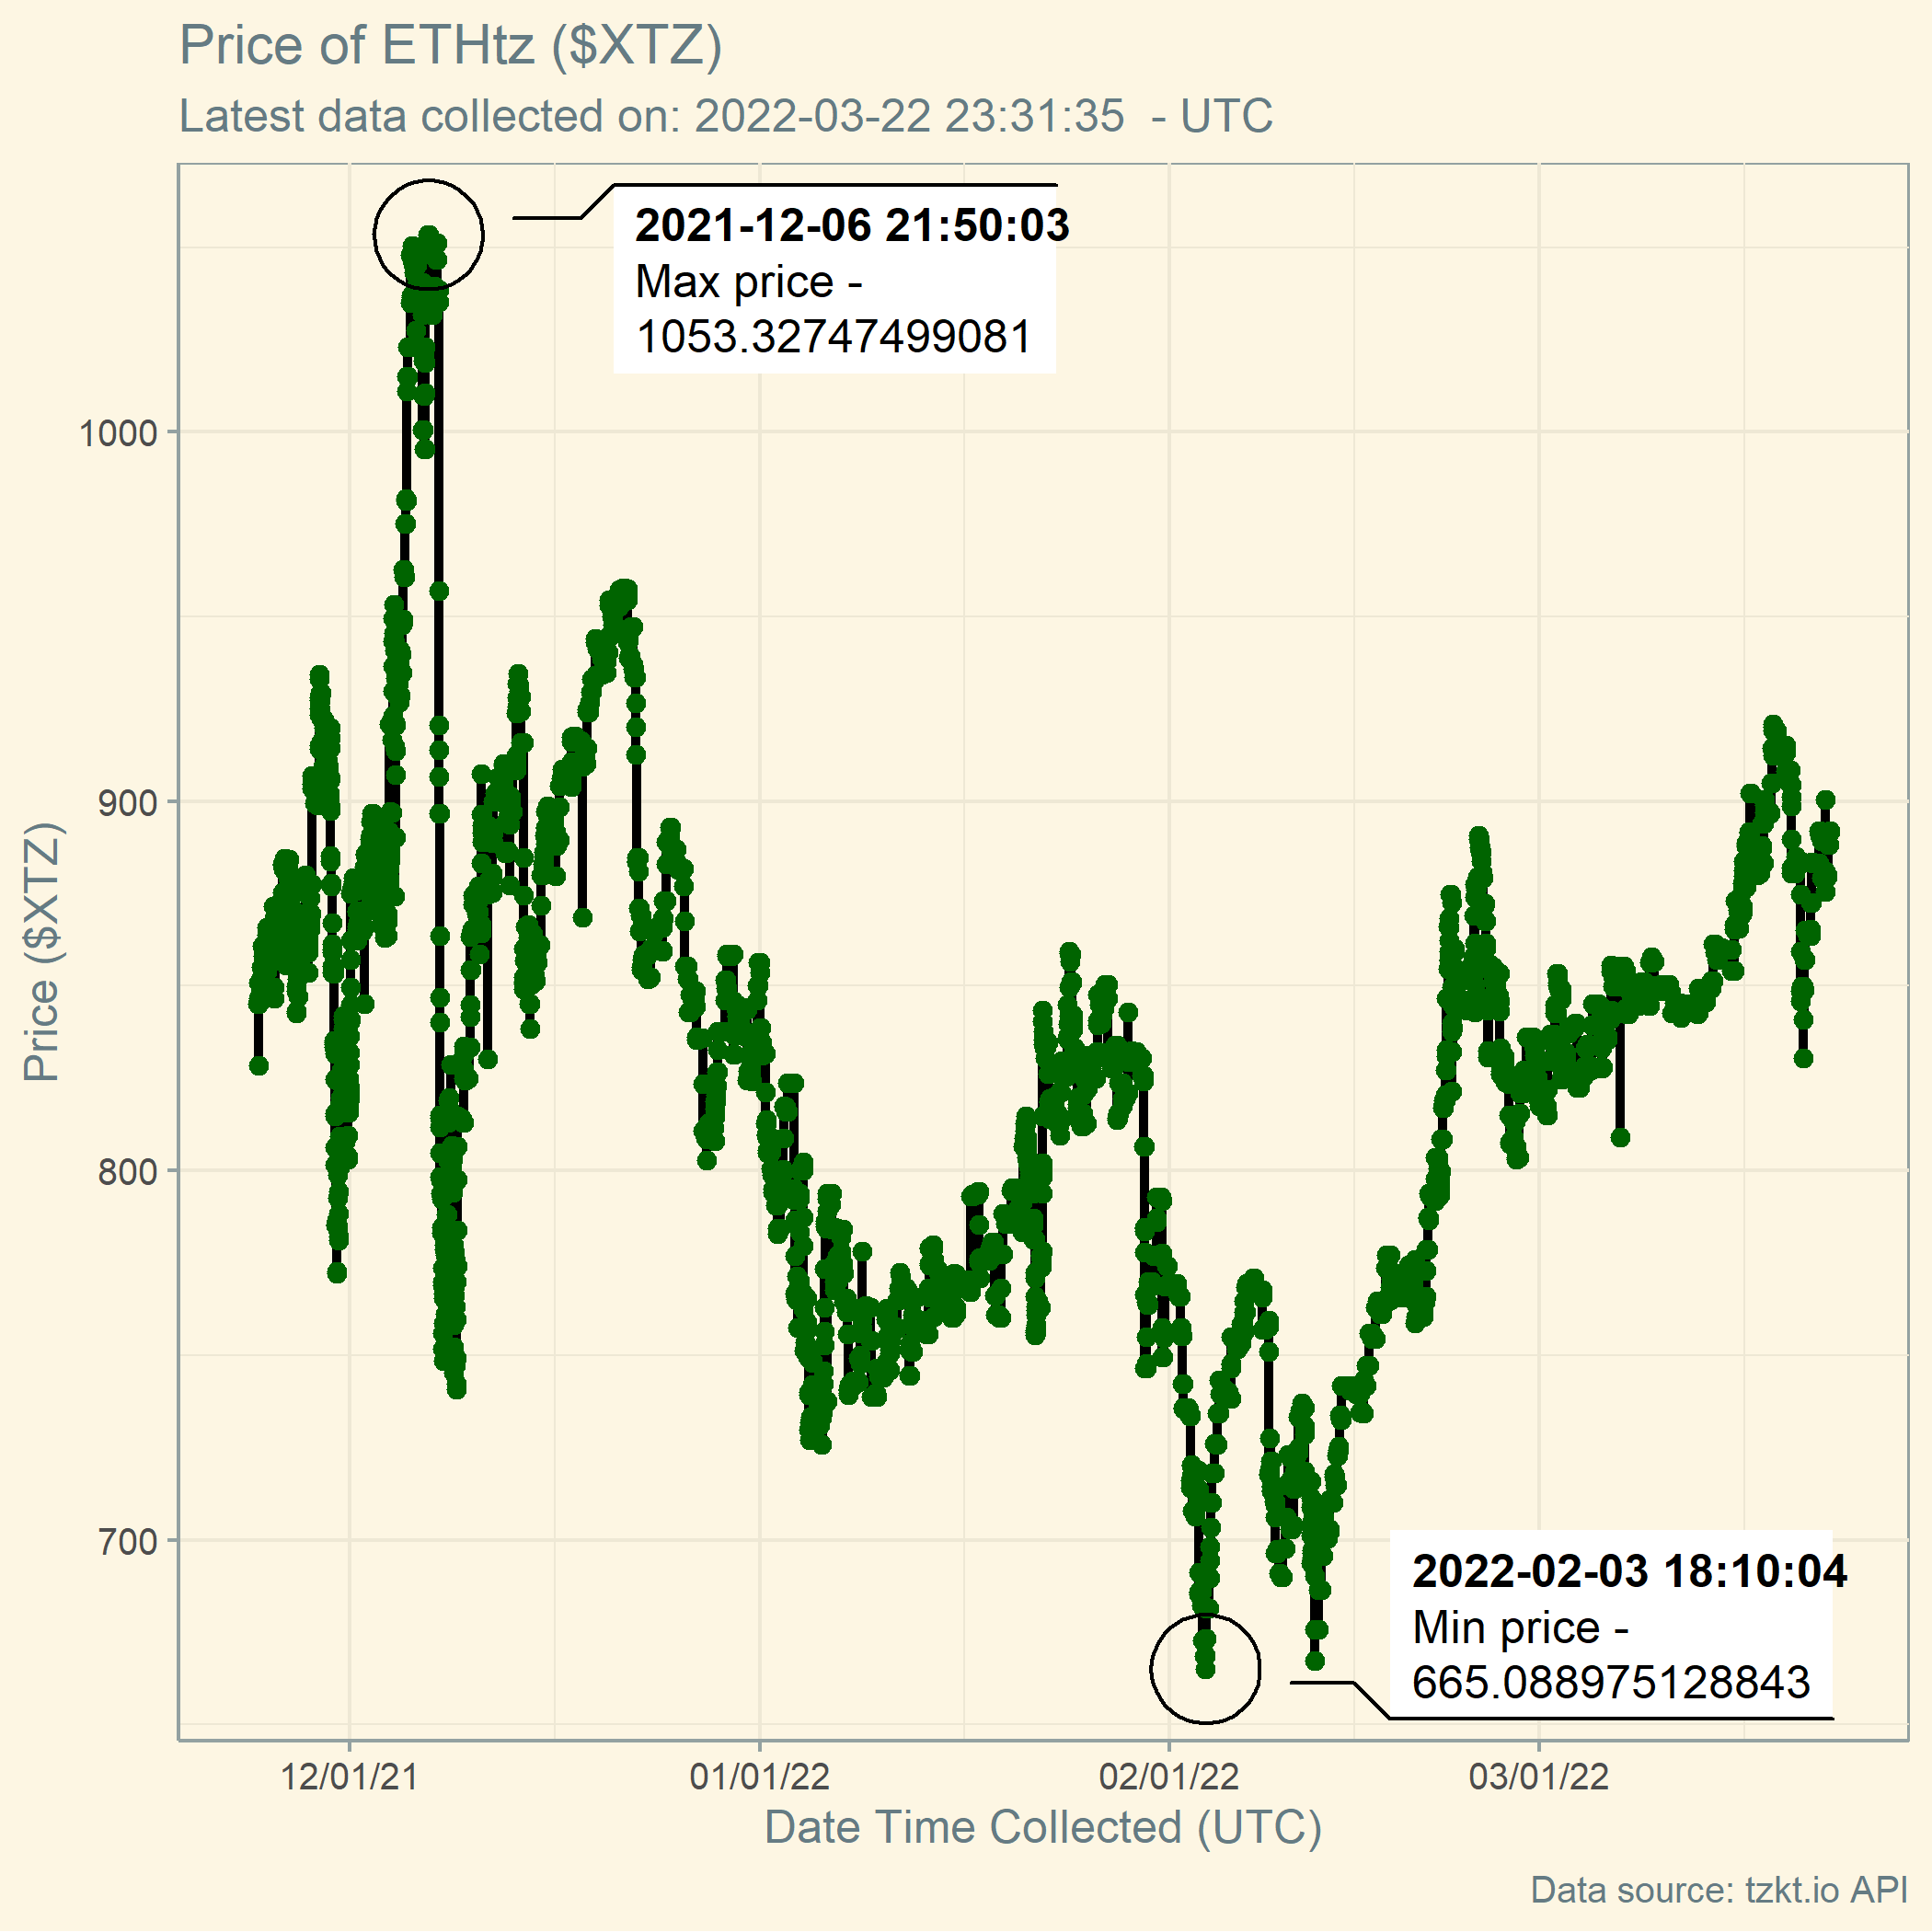 Price of ETHtz ($XTZ)
Latest data collected on: 2022-03-22 23:31:35  - UTC
2021-12-06 21:50:03
Max price -
1053.32747499081
1000
900
800
700
Price ($XTZ)
2022-02-03 18:10:04
Min price -
665.088975128843
12/01/21
01/01/22
02/01/22
03/01/22
Date Time Collected (UTC)
Data source: tzkt.io API